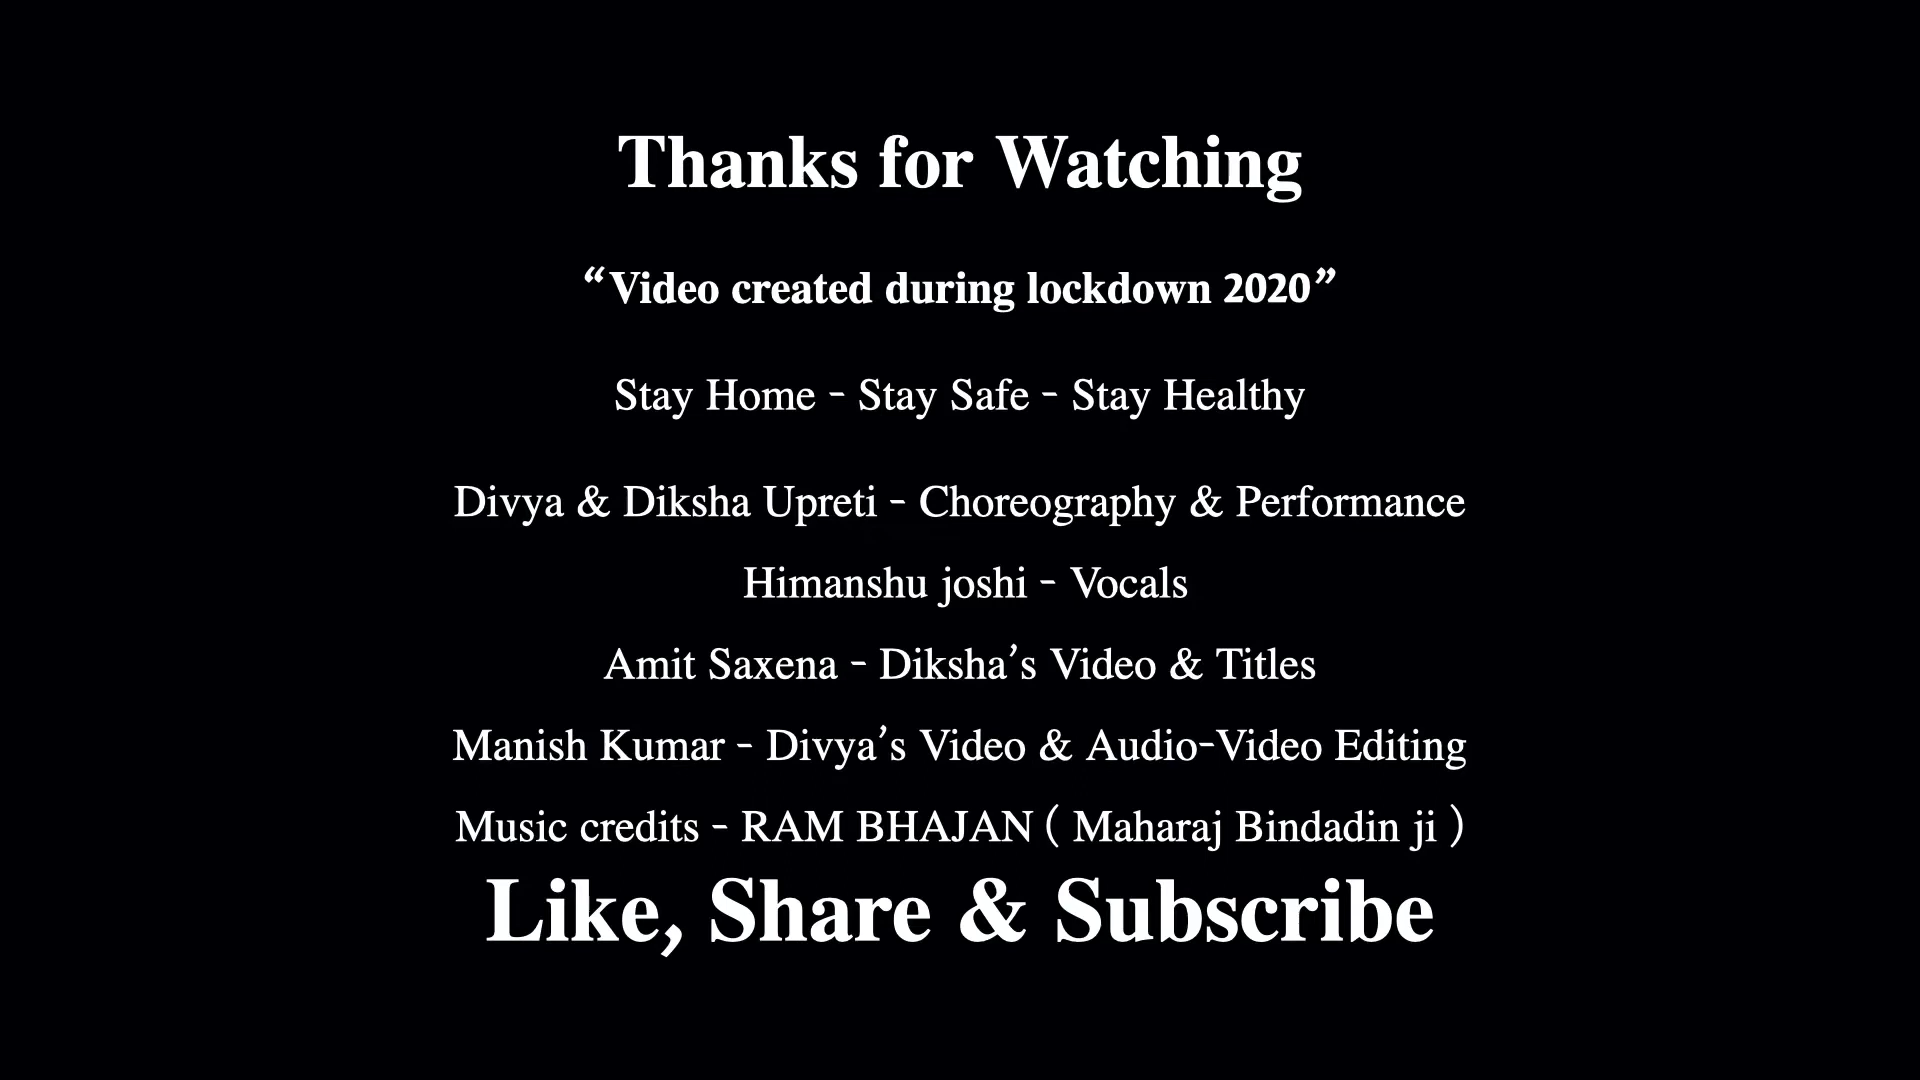 Thanks for Watching
“Video created during lockdown 2020”
Stay Home - Stay Safe - Stay Healthy
Divya & Diksha Upreti - Choreography & Performance
Himanshu joshi - Vocals
Amit Saxena - Diksha’s Video & Titles
Manish Kumar - Divya’s Video & Audio-Video Editing
Music credits - RAM BHAJAN ( Maharaj Bindadin ji )
Like, Share & Subscribe